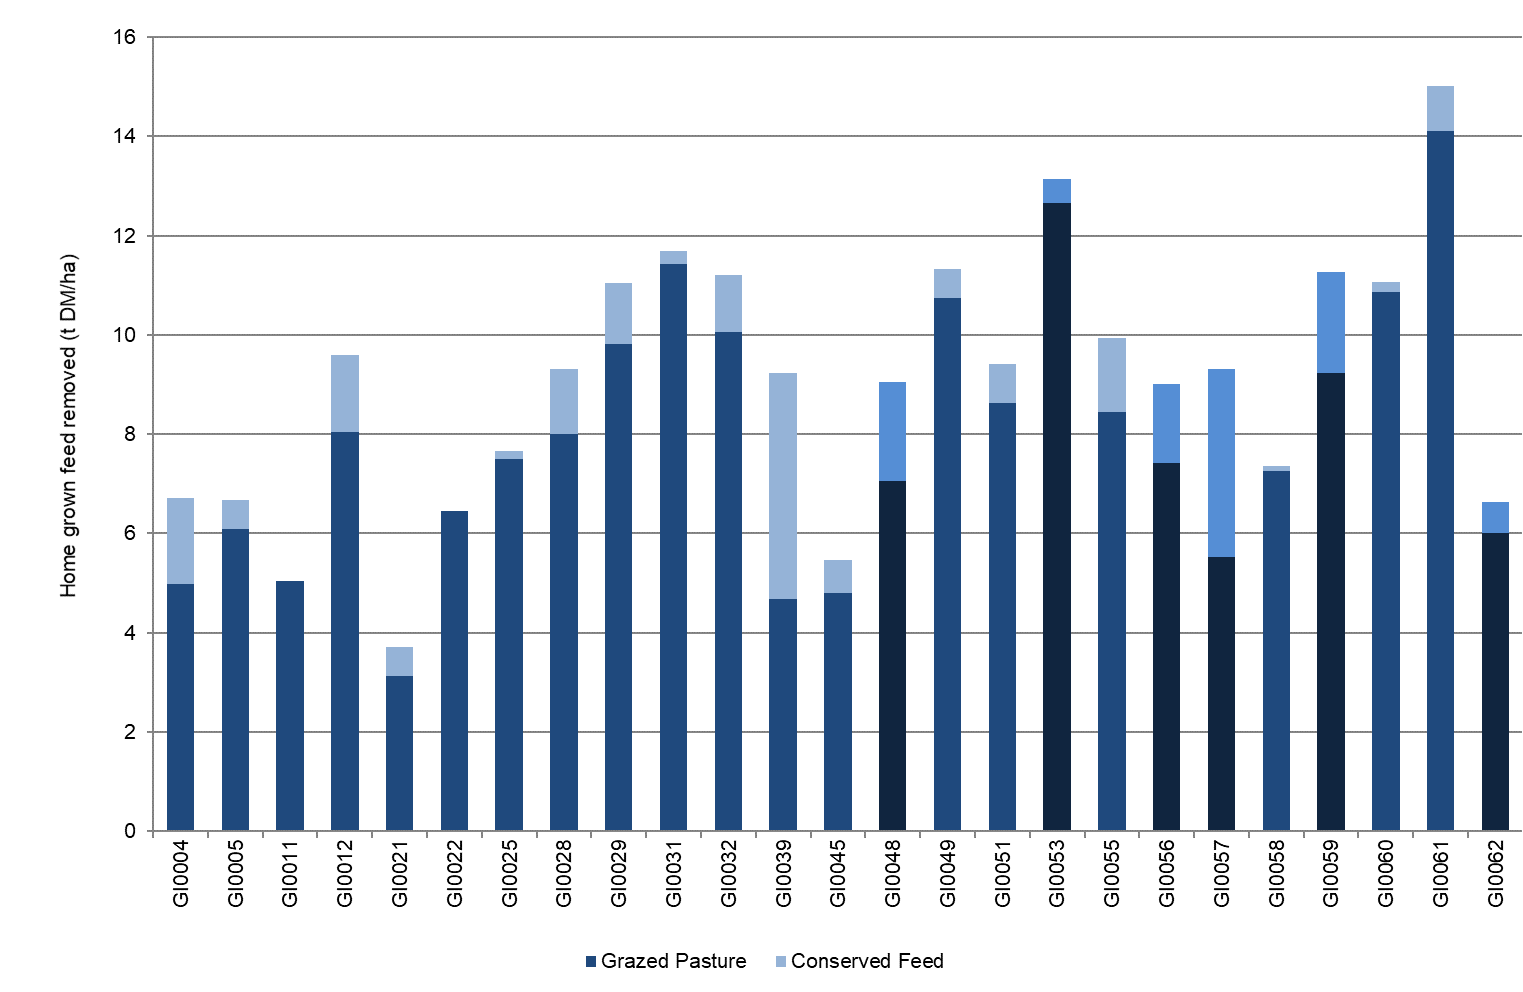 16
14
12
10
8
6
4
2
0
Home grown feed removed (t DM/ha)
GI0004
GI0005
GI0011
GI0012
GI0021
GI0022
GI0025
GI0028
GI0029
GI0031
GI0032
GI0039
GI0045
GI0048
GI0049
GI0051
GI0053
GI0055
GI0056
GI0057
GI0058
GI0059
GI0060
GI0061
GI0062
Grazed Pasture
Conserved Feed